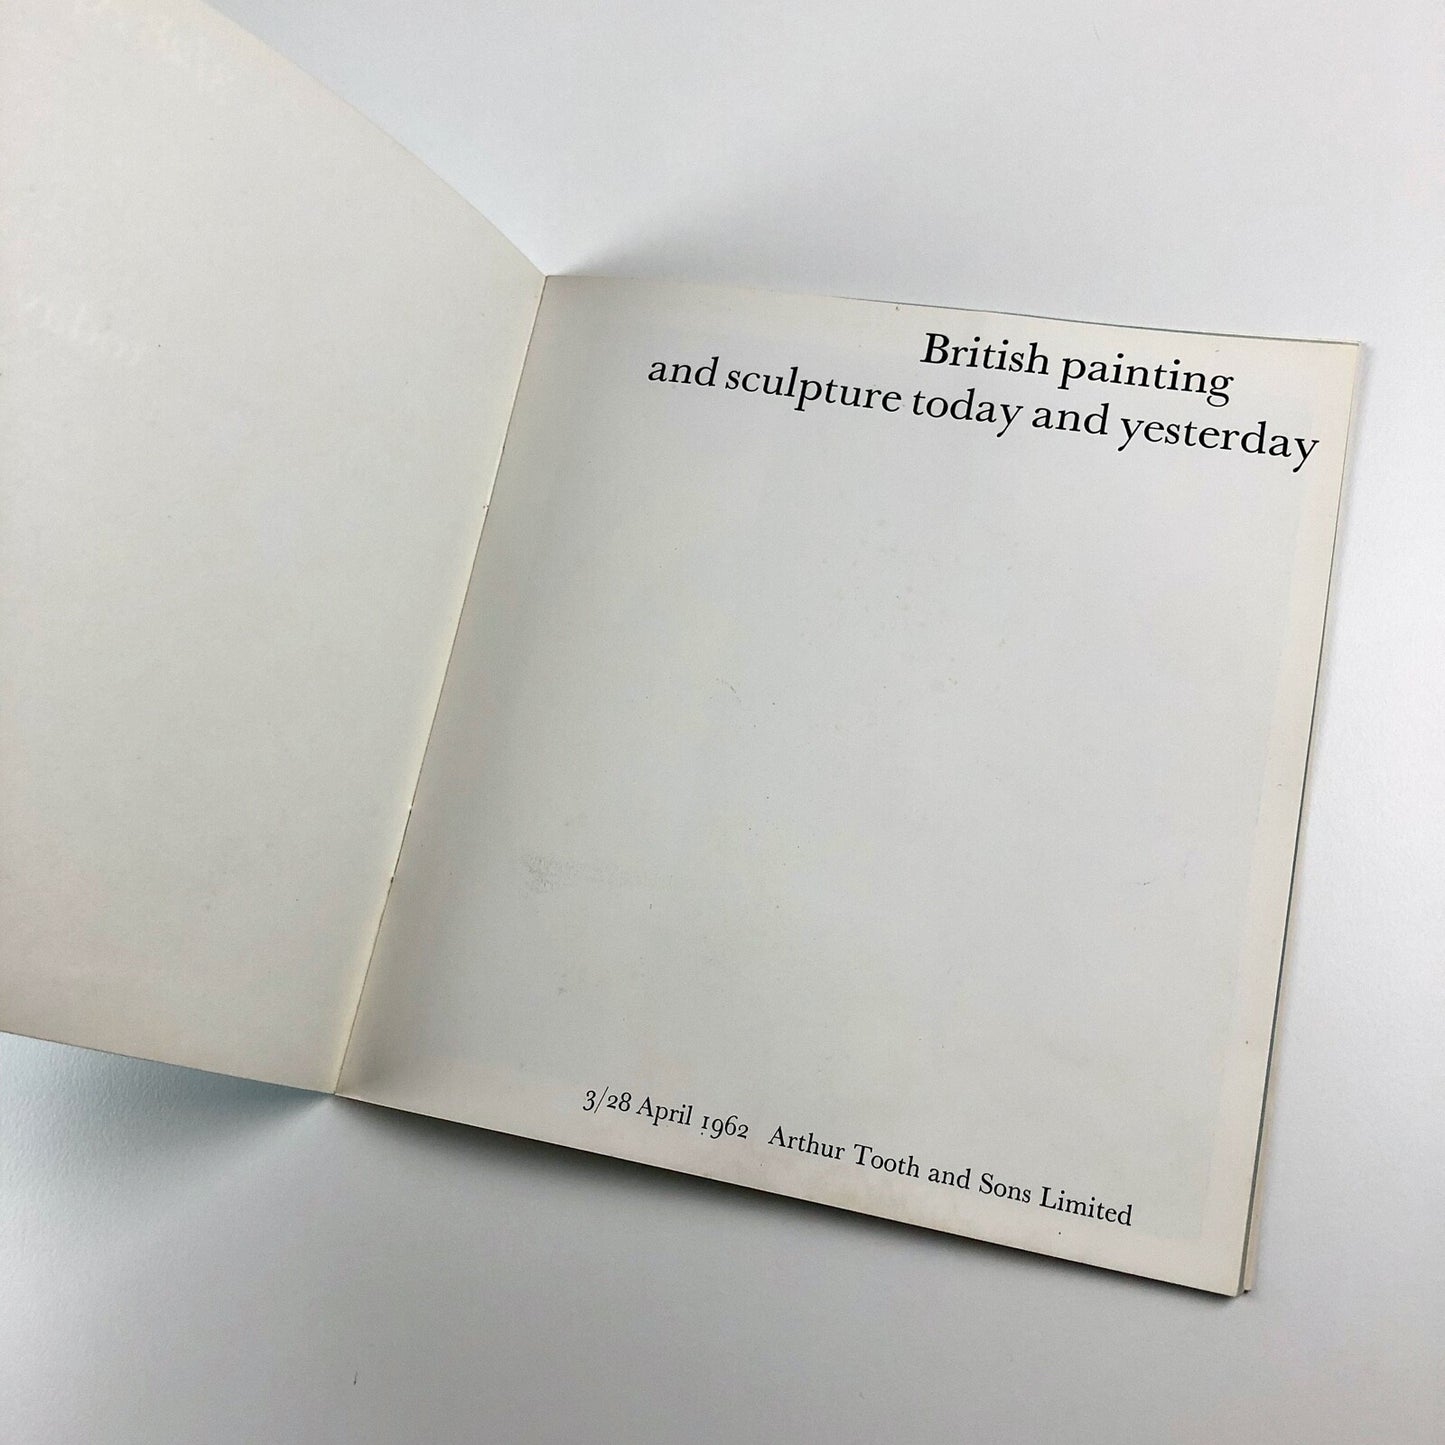 British painting
and sculpture today and yesterday
3/28 April 1962 Arthur Tooth and Sons Limited